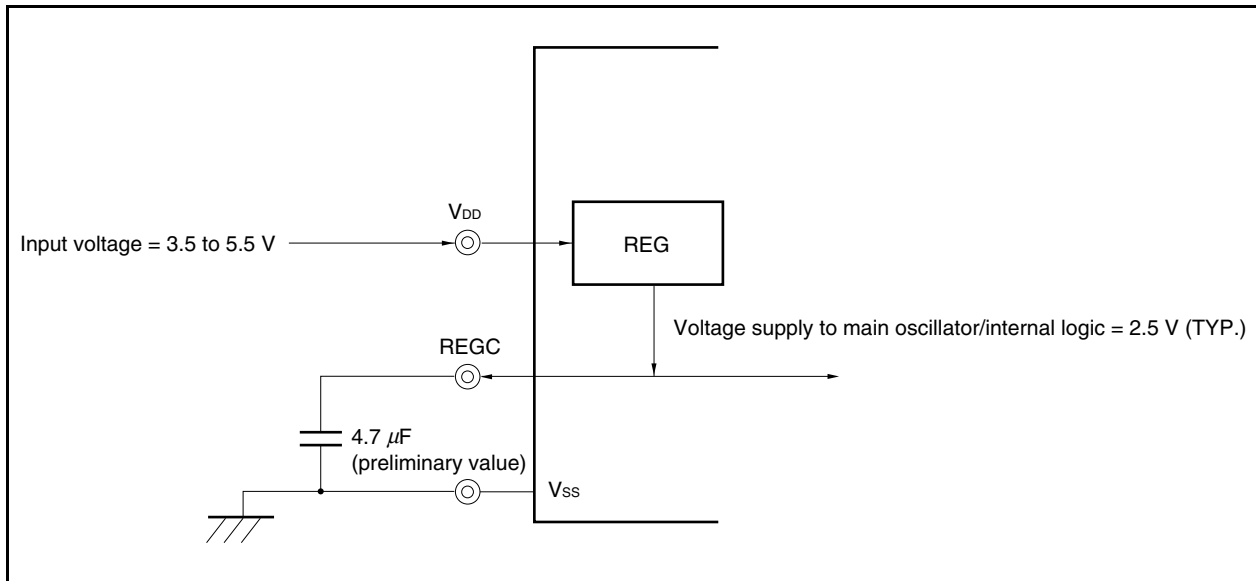 VDD
Input voltage = 3.5 to 5.5 V
REG
Voltage supply to main oscillator/internal logic = 2.5 V (TYP.)
REGC
4.7 μF
(preliminary value)
VSS